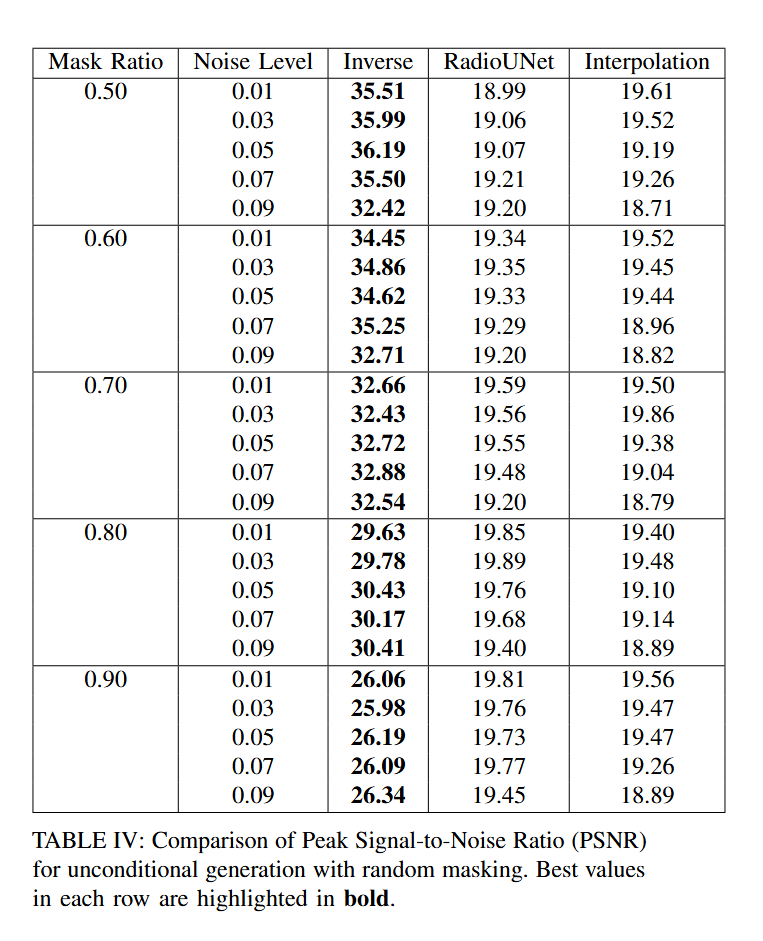 Mask Ratio Noise Level Inverse RadioUNet Interpolation
0.50 0.01 35.51 18.99 19.61
0.03 35.99 19.06 19.52
0.05 36.19 19.07 19.19
0.07 35.50 19.21 19.26
0.09 32.42 19.20 18.71
0.60 0.01 34.45 19.34 19.52
0.03 34.86 19.35 19.45
0.05 34.62 19.33 19.44
0.07 35.25 19.29 18.96
0.09 32.71 19.20 18.82
0.70 0.01 32.66 19.59 19.50
0.03 32.43 19.56 19.86
0.05 32.72 19.55 19.38
0.07 32.88 19.48 19.04
0.09 32.54 19.20 18.79
0.80 0.01 29.63 19.85 19.40
0.03 29.78 19.89 19.48
0.05 30.43 19.76 19.10
0.07 30.17 19.68 19.14
0.09 30.41 19.40 18.89
0.90 0.01 26.06 19.81 19.56
0.03 25.98 19.76 19.47
0.05 26.19 19.73 19.47
0.07 26.09 19.77 19.26
0.09 26.34 19.45 18.89
TABLE IV: Comparison of Peak Signal-to-Noise Ratio (PSNR)
for unconditional generation with random masking. Best values
in each row are highlighted in bold.